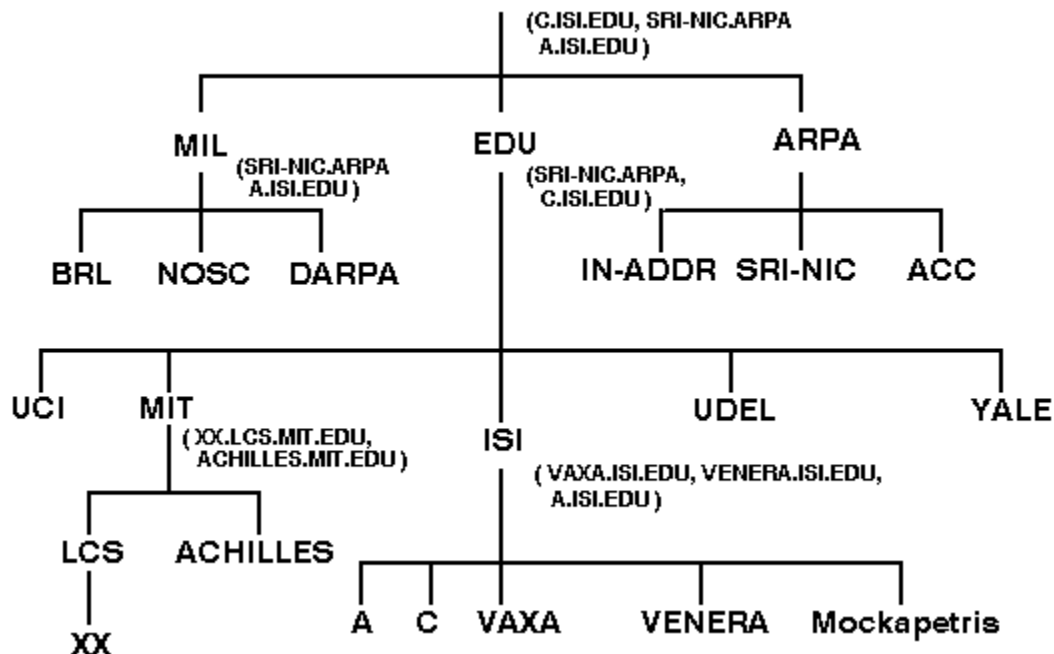 (C.ISI.EDU, SRI-NIC.ARPA
A.ISI.EDU)
MIL
EDU
ARPA
(SRI-NIC.ARPA
A.ISI.EDU)
(SRI-NIC.ARPA,
C.ISI.EDU)
BRL NOSC DARPA
IN-ADDR SRI-NIC ACC
UCI MIT ISI UDEL YALE
(XX.LCS.MIT.EDU,
ACHILLES.MIT.EDU)
(VAXA.ISI.EDU, VENERA.ISI.EDU,
A.ISI.EDU)
LCS ACHILLES
XX
A C VAXA VENERA Mockapetris